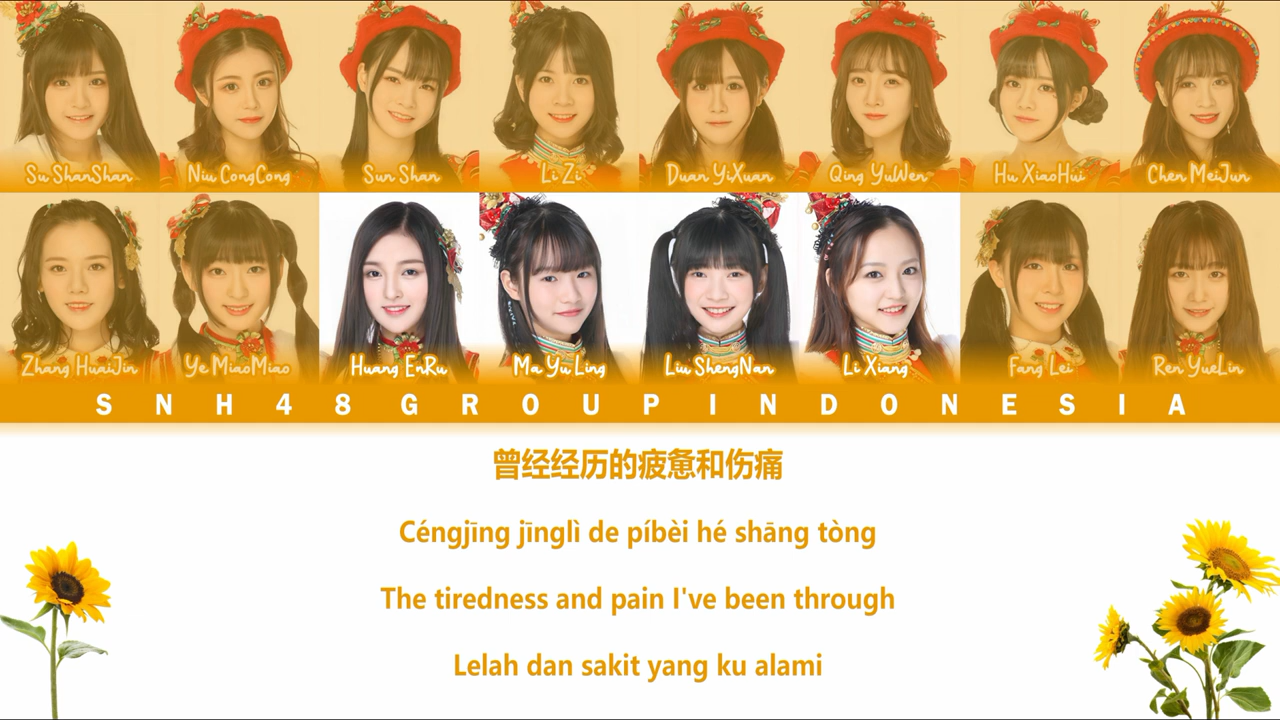 Su ShanShan
Niu CongCong
Sun Shan
Li Zi
Duan YiXuan
Qing YuWen
Hu XiaoHui
Chen MeiJun
Zhang HuaiJin
Ye MiaoMiao
Huang EnRu
Ma Yu Ling
Liu ShengNan
Li Xiang
Fang Lei
Ren YueLin
SNH48GROUPINDONESIA
曾经经历的疲惫和伤痛
Céngjīng jīnglì de píbèi hé shāng tòng
The tiredness and pain I've been through
Lelah dan sakit yang ku alami